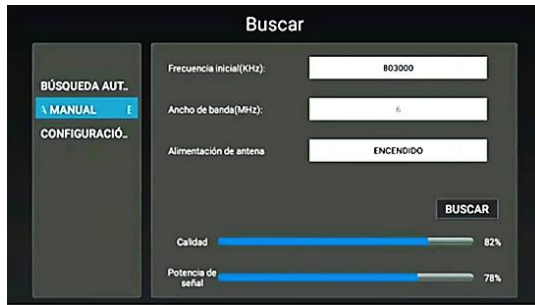 Buscar
BÚSQUEDA AUT..
MANUAL
CONFIGURACIÓ..
Frecuencia inicial(KHz):
803000
Ancho de banda(MHz):
6
Alimentación de antena
ENCENDIDO
BUSCAR
Calidad
82%
Potencia de
señal
78%